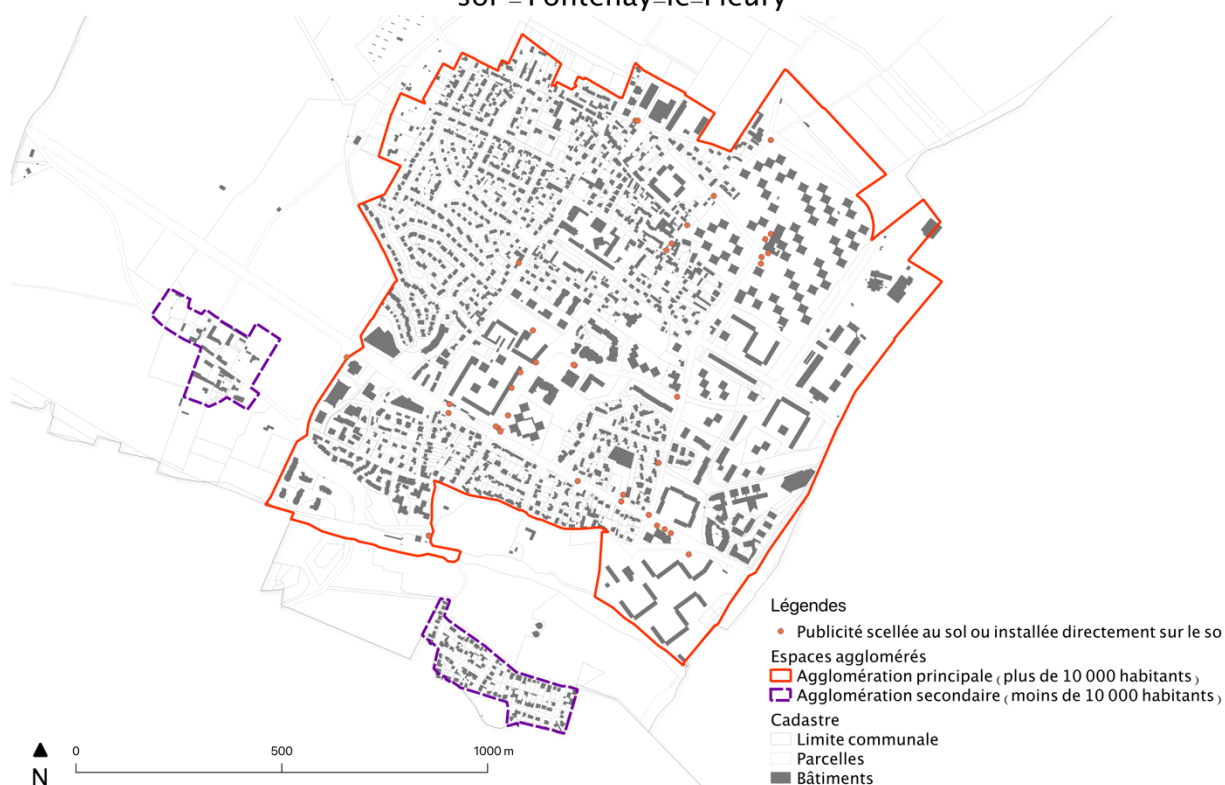 sol – Fontenay-le-Fleury
Légendes
Publicité scellée au sol ou installée directement sur le so
Espaces agglomérés
Agglomération principale (plus de 10 000 habitants)
Agglomération secondaire (moins de 10 000 habitants)
Cadastre
Limite communale
Parcelles
Bâtiments
0 500 1000 m
N